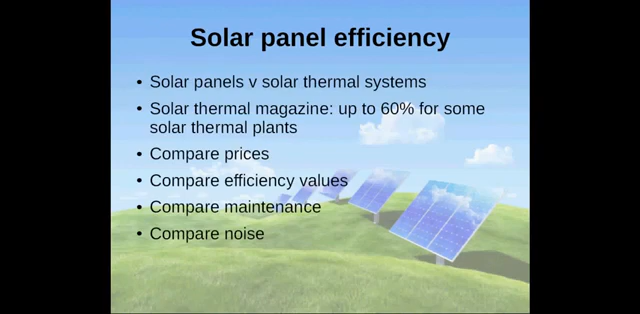 Solar panel efficiency
• Solar panels v solar thermal systems
• Solar thermal magazine: up to 60% for some
solar thermal plants
• Compare prices
• Compare efficiency values
• Compare maintenance
• Compare noise